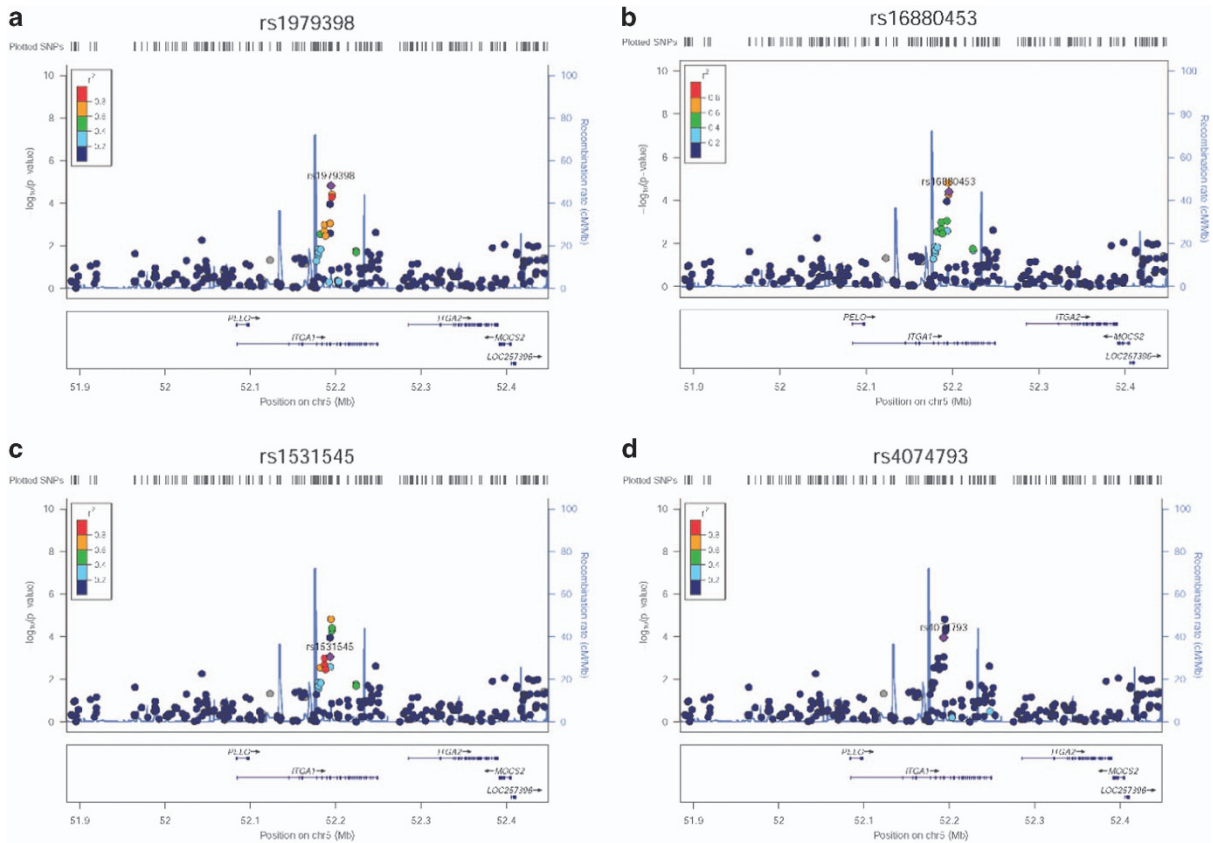 a
rs1979398
Plotted SNPs
r²
0.8
0.6
0.4
0.2
10
8
6
4
2
0
log₁₀(p value)
100
80
60
40
20
0
Recombination rate (cM/Mb)
rs1979398
PELO→
ITGA2→
←MOCS2
ITGA1→
LOC257396→
51.9 52 52.1 52.2 52.3 52.4
Position on chr5 (Mb)
b
rs16880453
Plotted SNPs
r²
0.8
0.6
0.4
0.2
10
8
6
4
2
0
−log₁₀(p-value)
100
80
60
40
20
0
Recombination rate (cM/Mb)
rs16880453
PELO→
ITGA2→
←MOCS2
ITGA1→
LOC257396→
51.9 52 52.1 52.2 52.3 52.4
Position on chr5 (Mb)
c
rs1531545
Plotted SNPs
r²
0.8
0.6
0.4
0.2
10
8
6
4
2
0
log₁₀(p value)
100
80
60
40
20
0
Recombination rate (cM/Mb)
rs1531545
PELO→
ITGA2→
←MOCS2
ITGA1→
LOC257396→
51.9 52 52.1 52.2 52.3 52.4
Position on chr5 (Mb)
d
rs4074793
Plotted SNPs
r²
0.8
0.6
0.4
0.2
10
8
6
4
2
0
log₁₀(p value)
100
80
60
40
20
0
Recombination rate (cM/Mb)
rs4074793
PELO→
ITGA2→
←MOCS2
ITGA1→
LOC257396→
51.9 52 52.1 52.2 52.3 52.4
Position on chr5 (Mb)